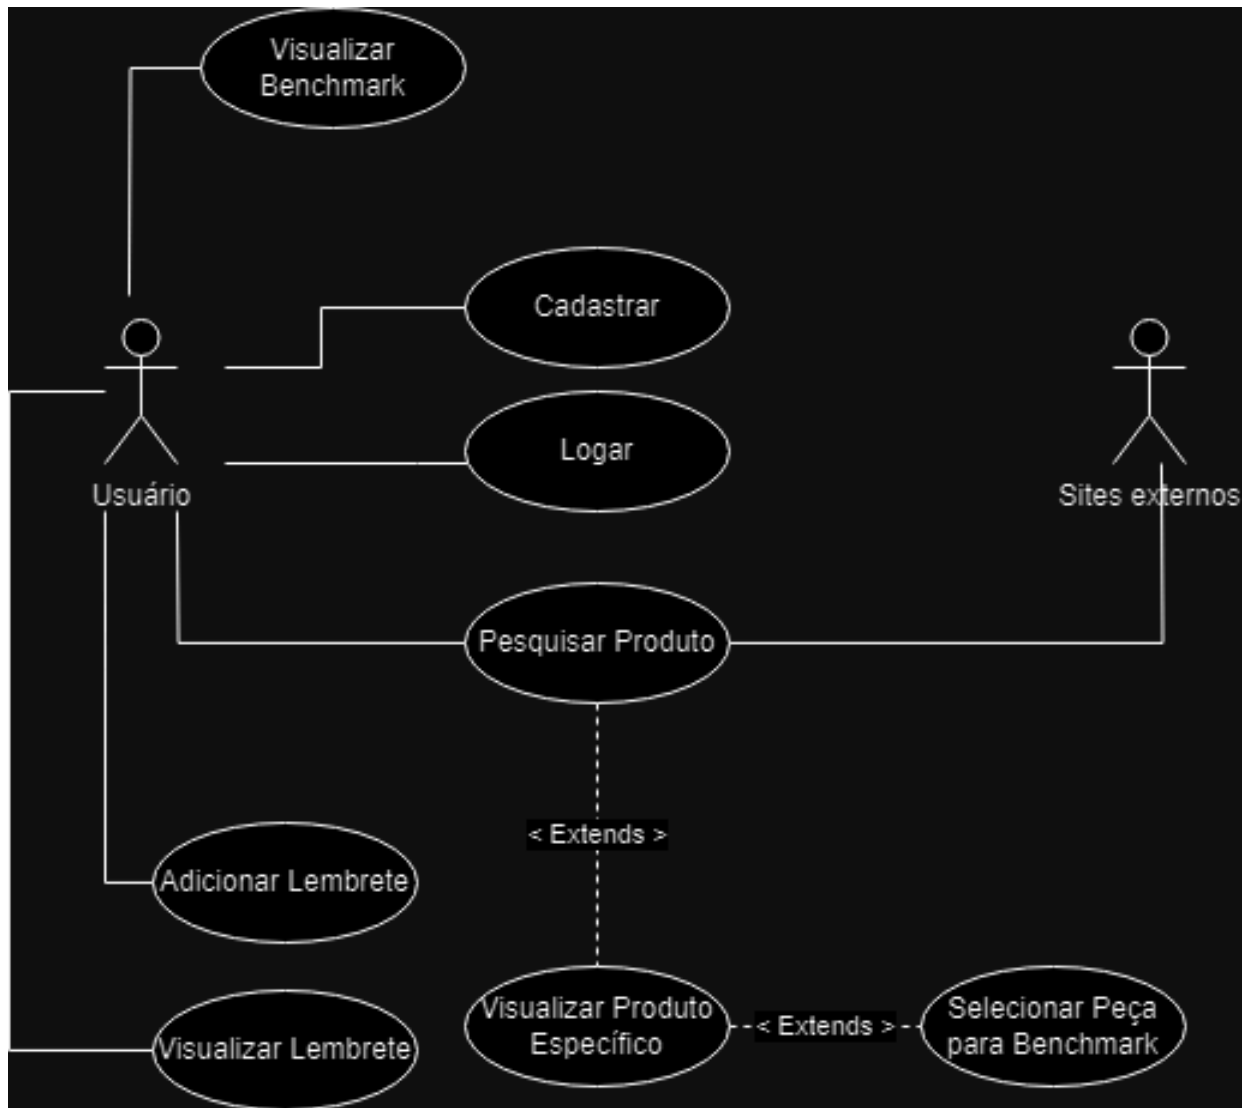 Visualizar
Benchmark
Cadastrar
Logar
Usuário
Sites externos
Pesquisar Produto
< Extends >
Adicionar Lembrete
Visualizar Produto
Específico
< Extends >
Selecionar Peça
para Benchmark
Visualizar Lembrete